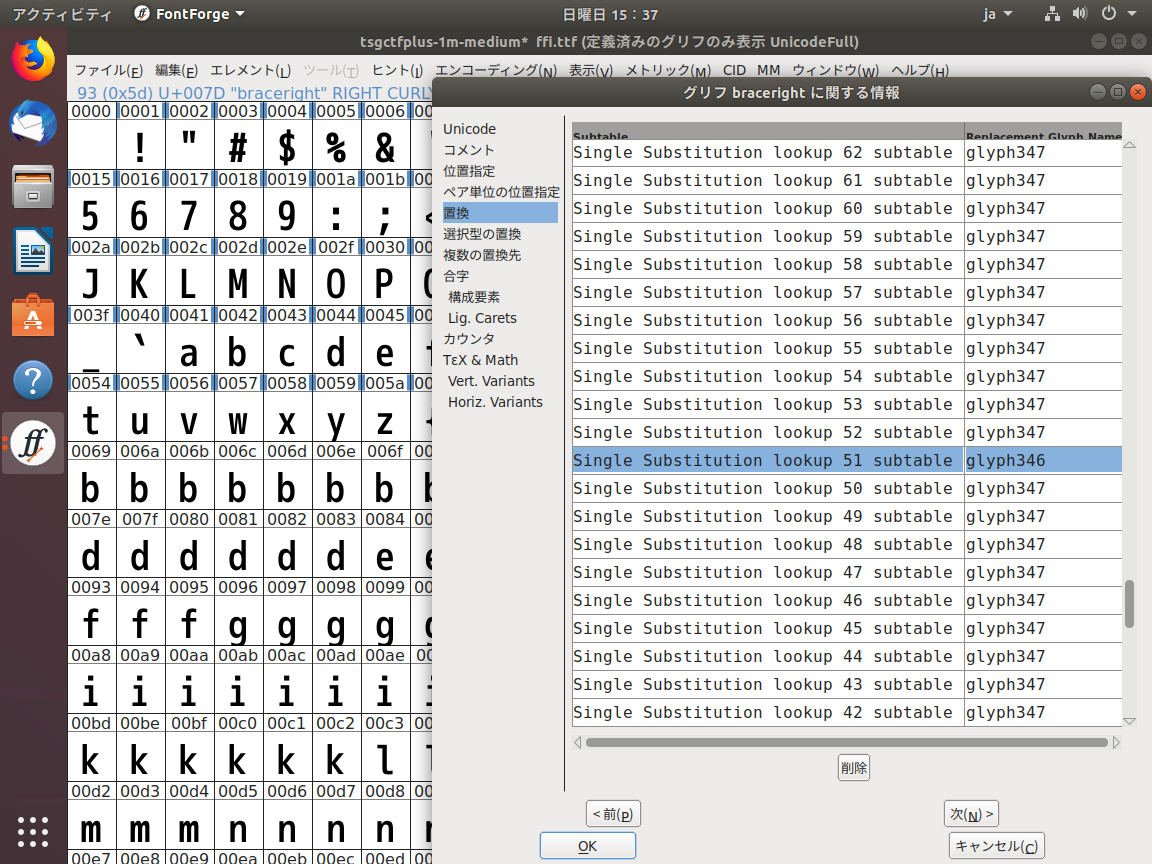 アクティビティ FontForge 日曜日 15：37 ja
tsgctfplus-1m-medium* ffi.ttf (定義済みのグリフのみ表示 UnicodeFull)
ファイル(F) 編集(E) エレメント(L) ツール(T) ヒント(I) エンコーディング(N) 表示(V) メトリック(M) CID MM ウィンドウ(W) ヘルプ(H)
93 (0x5d) U+007D "braceright" RIGHT CURLY
0000 0001 0002 0003 0004 0005 0006
! " # $ % &
0015 0016 0017 0018 0019 001a 001b 00
5 6 7 8 9 : ; <
002a 002b 002c 002d 002e 002f 0030 00
J K L M N O P
003f 0040 0041 0042 0043 0044 0045 00
_ ` a b c d e
0054 0055 0056 0057 0058 0059 005a 00
t u v w x y z {
0069 006a 006b 006c 006d 006e 006f 00
b b b b b b b b
007e 007f 0080 0081 0082 0083 0084 00
d d d d d d e e
0093 0094 0095 0096 0097 0098 0099 00
f f f g g g g g
00a8 00a9 00aa 00ab 00ac 00ad 00ae 00
i i i i i i i i
00bd 00be 00bf 00c0 00c1 00c2 00c3 00
k k k k k k l l
00d2 00d3 00d4 00d5 00d6 00d7 00d8 00
m m m n n n n
00e7 00e8 00e9 00ea 00eb 00ec 00ed 00
グリフ braceright に関する情報
Unicode
コメント
位置指定
ペア単位の位置指定
置換
選択型の置換
複数の置換先
合字
構成要素
Lig. Carets
カウンタ
TεX & Math
Vert. Variants
Horiz. Variants
Subtable Replacement Glyph Name
Single Substitution lookup 62 subtable glyph347
Single Substitution lookup 61 subtable glyph347
Single Substitution lookup 60 subtable glyph347
Single Substitution lookup 59 subtable glyph347
Single Substitution lookup 58 subtable glyph347
Single Substitution lookup 57 subtable glyph347
Single Substitution lookup 56 subtable glyph347
Single Substitution lookup 55 subtable glyph347
Single Substitution lookup 54 subtable glyph347
Single Substitution lookup 53 subtable glyph347
Single Substitution lookup 52 subtable glyph347
Single Substitution lookup 51 subtable glyph346
Single Substitution lookup 50 subtable glyph347
Single Substitution lookup 49 subtable glyph347
Single Substitution lookup 48 subtable glyph347
Single Substitution lookup 47 subtable glyph347
Single Substitution lookup 46 subtable glyph347
Single Substitution lookup 45 subtable glyph347
Single Substitution lookup 44 subtable glyph347
Single Substitution lookup 43 subtable glyph347
Single Substitution lookup 42 subtable glyph347
削除
< 前(P) 次(N) >
OK キャンセル(C)